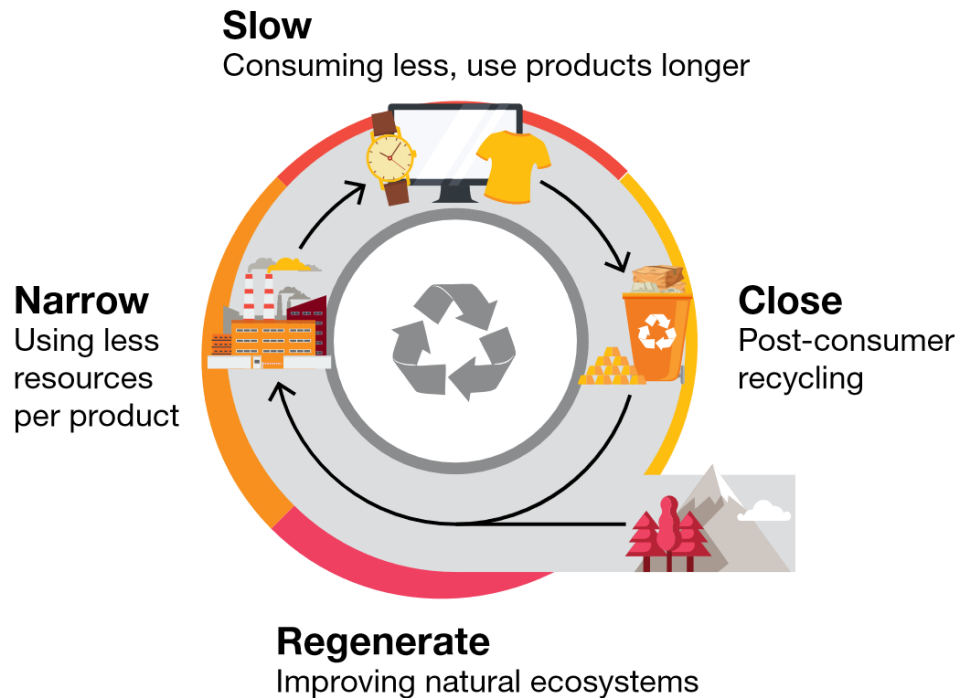 Slow
Consuming less, use products longer
Narrow
Using less
resources
per product
Close
Post-consumer
recycling
Regenerate
Improving natural ecosystems